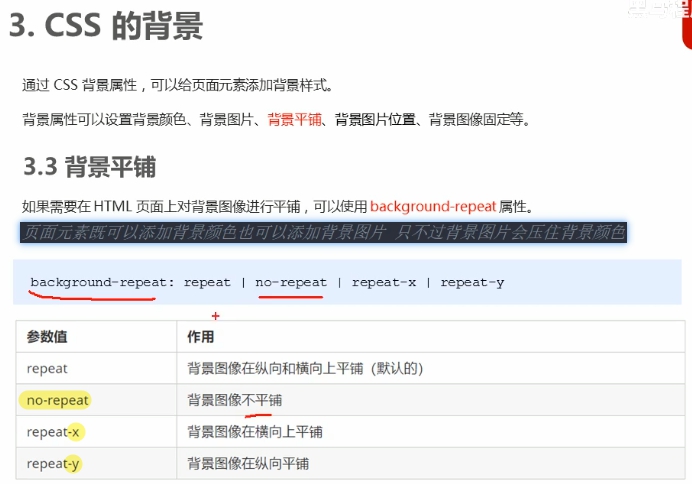 3. CSS 的背景
通过 CSS 背景属性，可以给页面元素添加背景样式。
背景属性可以设置背景颜色、背景图片、背景平铺、背景图片位置、背景图像固定等。
3.3 背景平铺
如果需要在 HTML 页面上对背景图像进行平铺，可以使用 background-repeat 属性。
页面元素既可以添加背景颜色也可以添加背景图片 只不过背景图片会压住背景颜色
background-repeat: repeat | no-repeat | repeat-x | repeat-y
参数值 作用
repeat 背景图像在纵向和横向上平铺（默认的）
no-repeat 背景图像不平铺
repeat-x 背景图像在横向上平铺
repeat-y 背景图像在纵向平铺